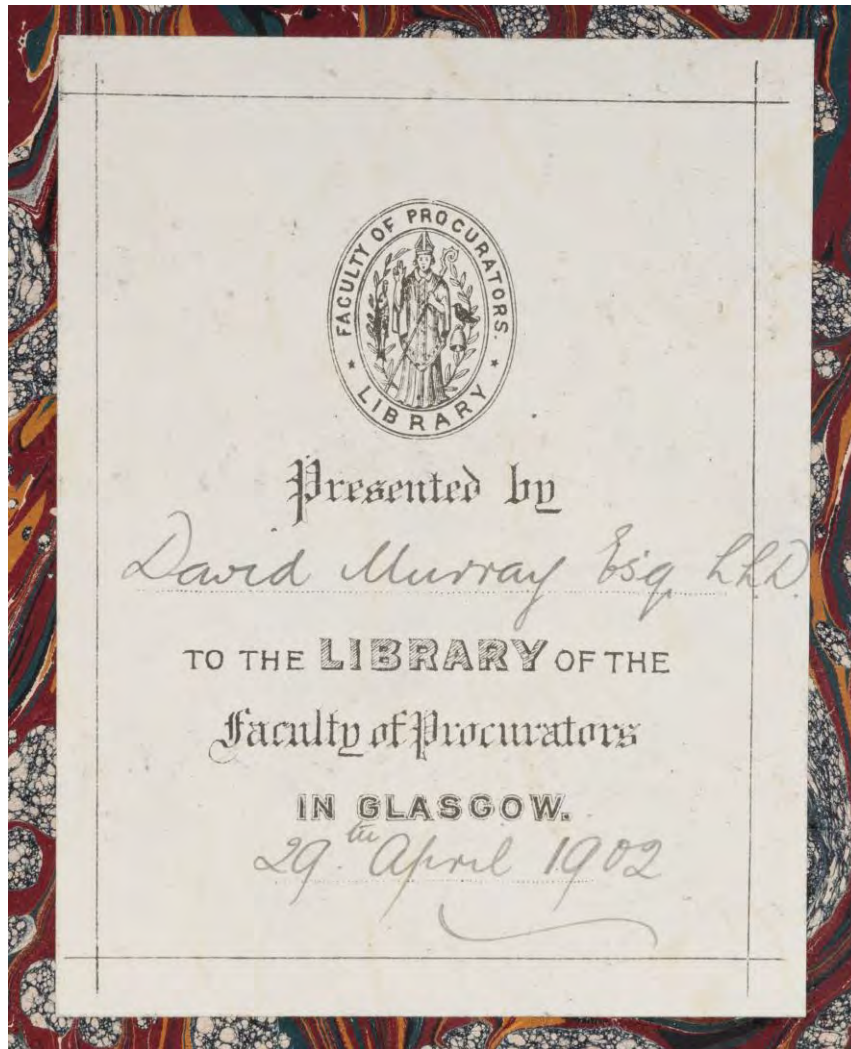 FACULTY OF PROCURATORS.
* LIBRARY *
Presented by
David Murray Esq. LL.D.
TO THE LIBRARY OF THE
Faculty of Procurators
IN GLASGOW.
29th April 1902